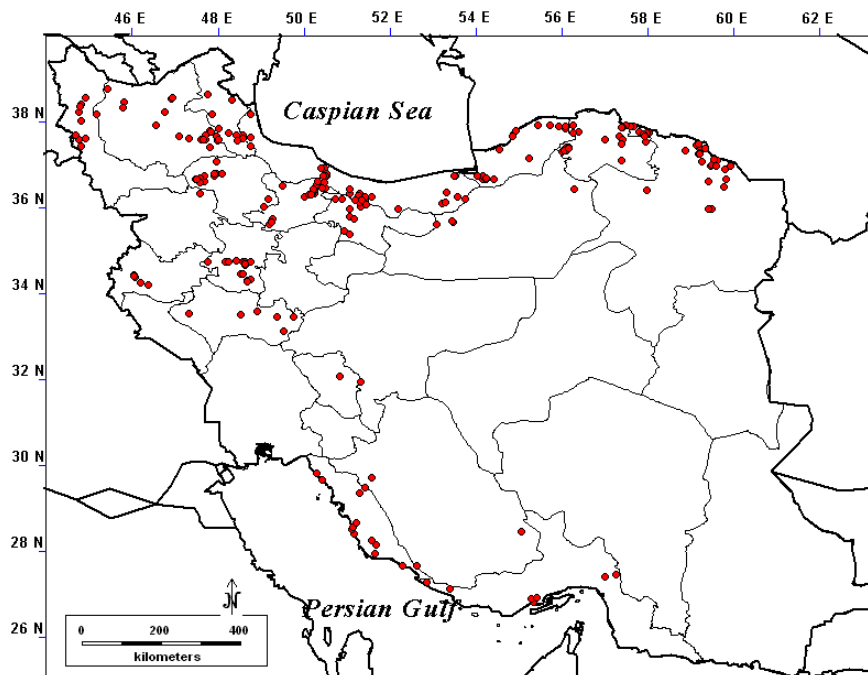 46 E 48 E 50 E 52 E 54 E 56 E 58 E 60 E 62 E
Caspian Sea
38 N
36 N
34 N
32 N
30 N
28 N
26 N
N
Persian Gulf
0 200 400
kilometers